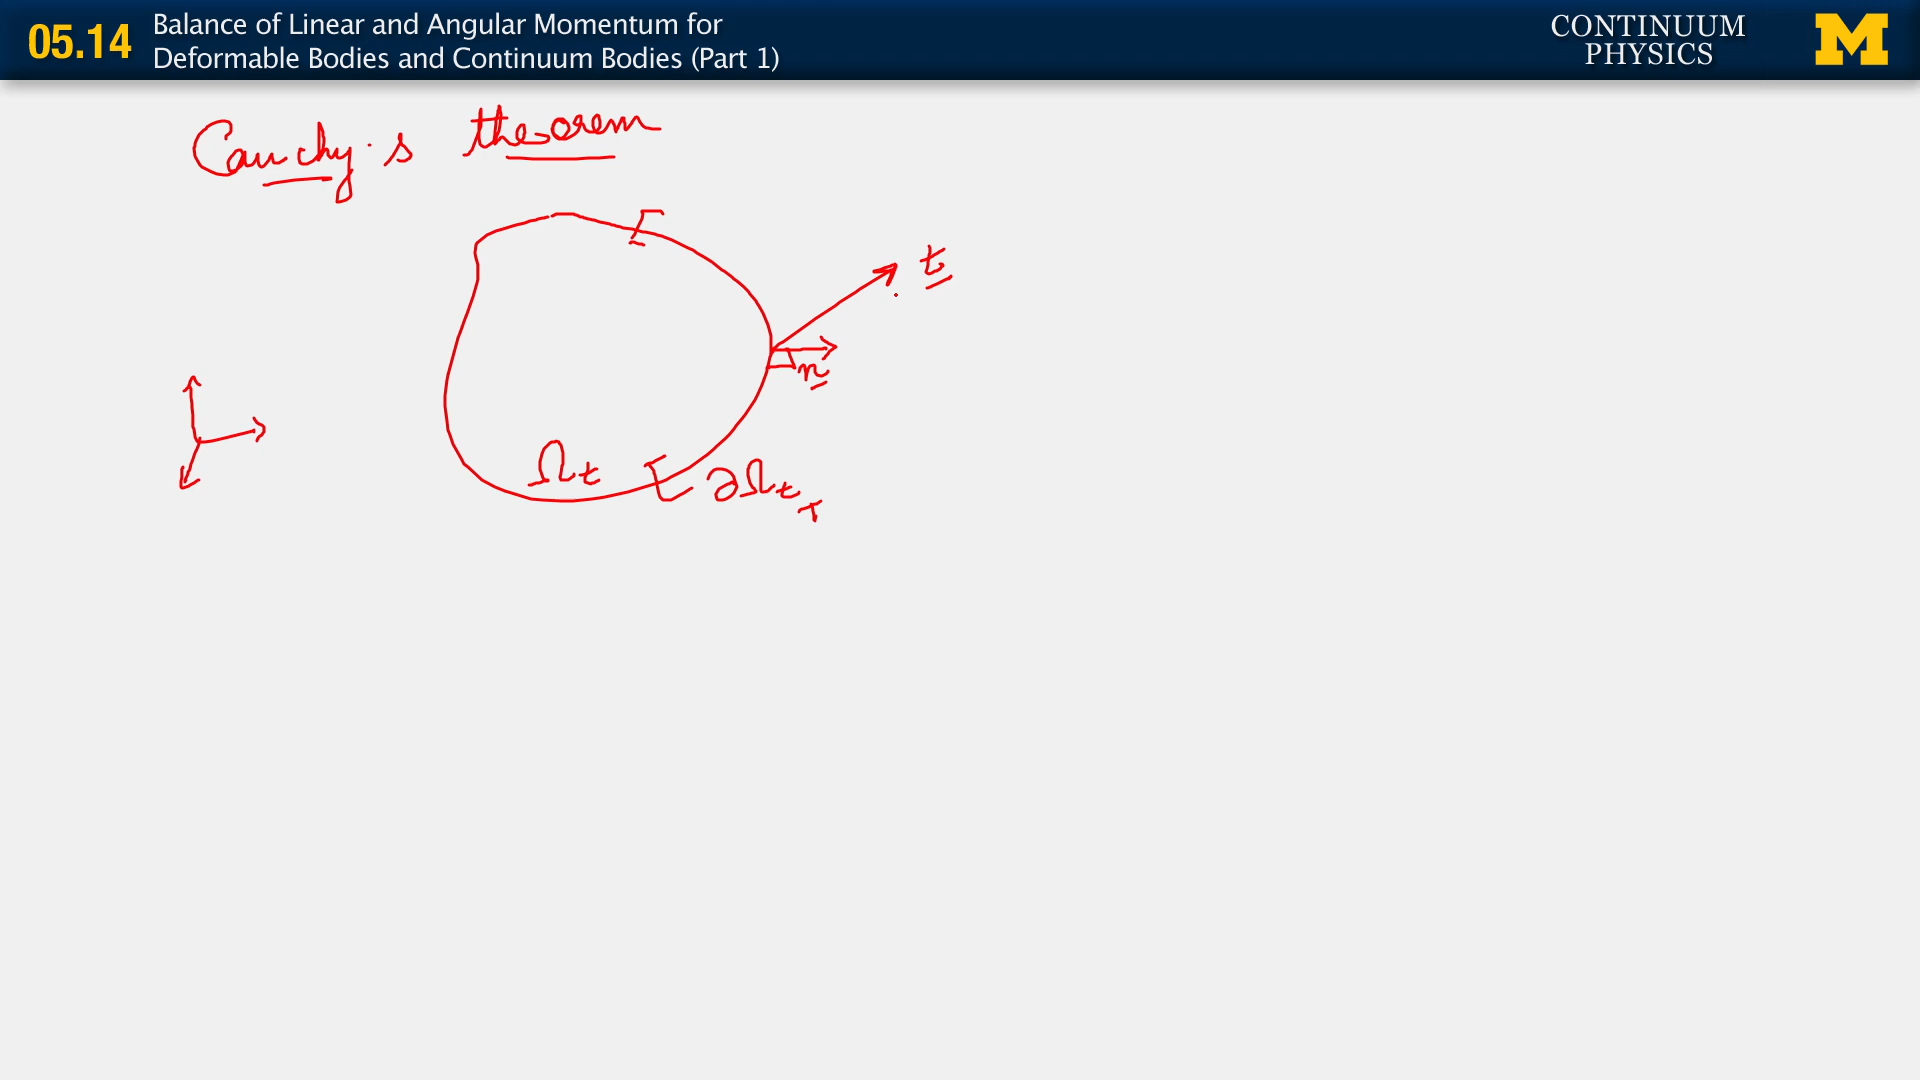 05.14
Balance of Linear and Angular Momentum for
Deformable Bodies and Continuum Bodies (Part 1)
CONTINUUM
PHYSICS
M
Cauchy's theorem
t
n
Ωt
∂Ωt_T